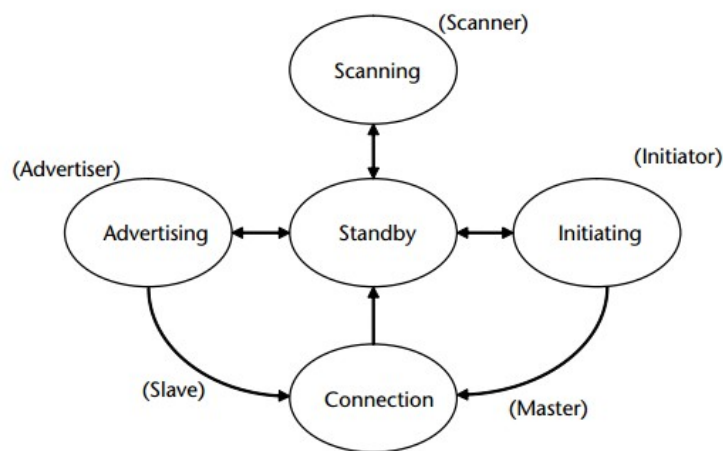 (Scanner)
Scanning
(Initiator)
(Advertiser)
Advertising
Standby
Initiating
(Slave)
Connection
(Master)